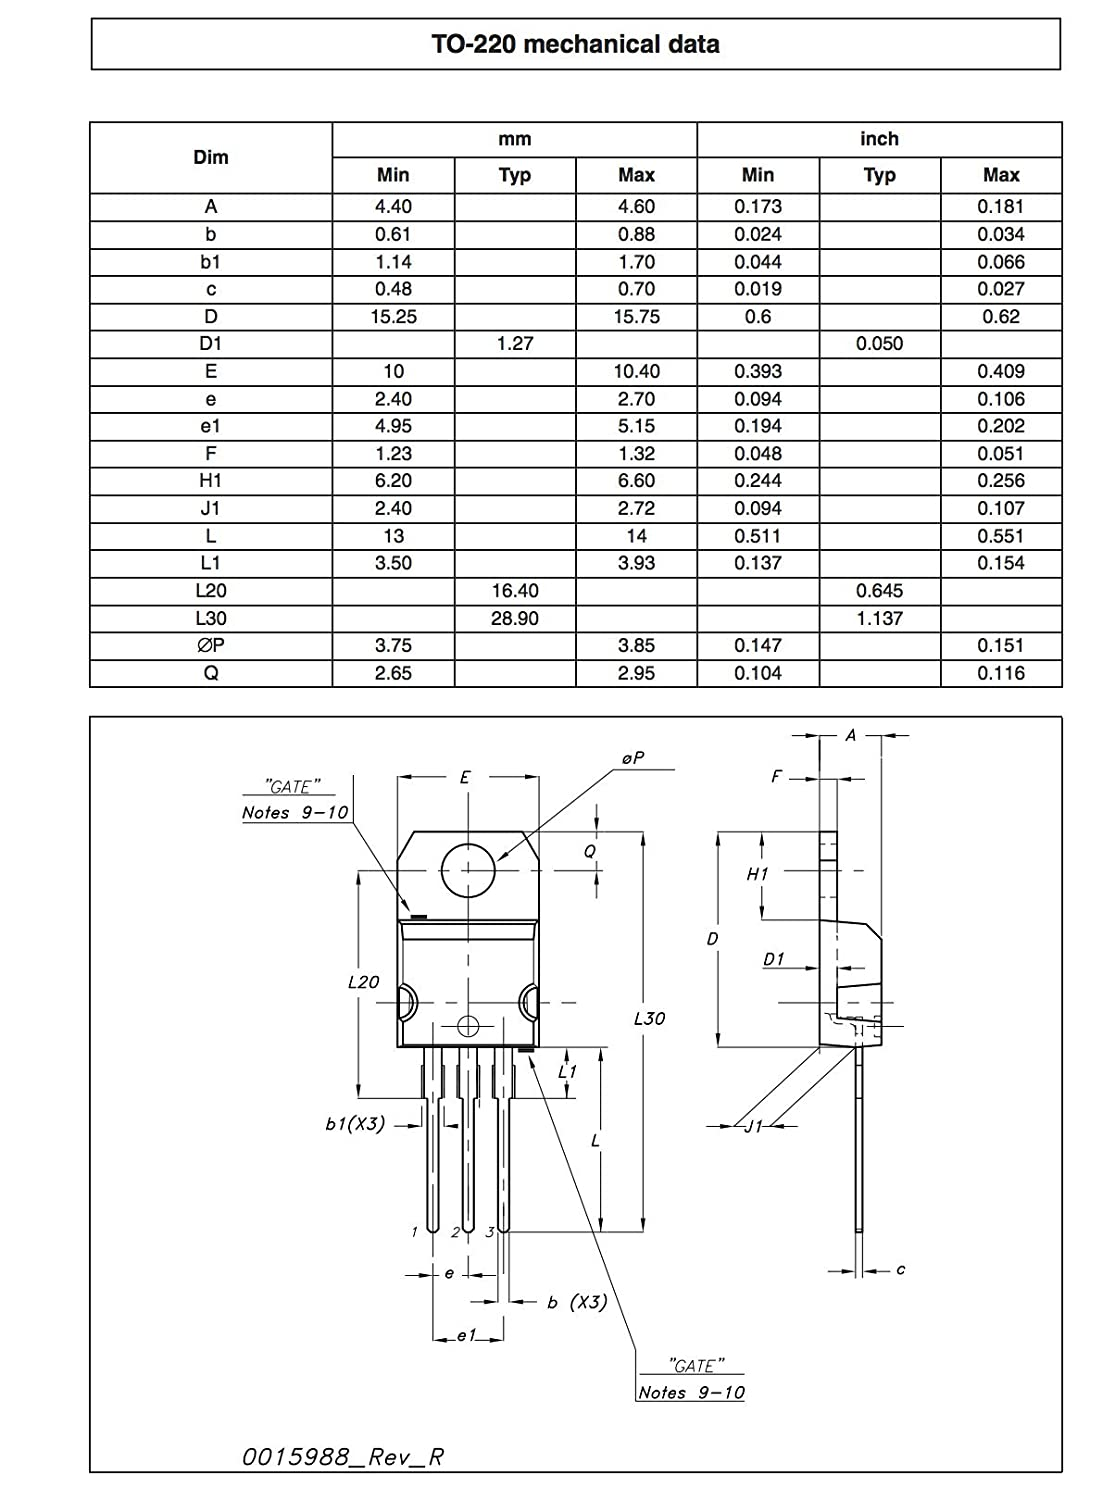 TO-220 mechanical data
Dim mm inch
Min Typ Max Min Typ Max
A 4.40 4.60 0.173 0.181
b 0.61 0.88 0.024 0.034
b1 1.14 1.70 0.044 0.066
c 0.48 0.70 0.019 0.027
D 15.25 15.75 0.6 0.62
D1 1.27 0.050
E 10 10.40 0.393 0.409
e 2.40 2.70 0.094 0.106
e1 4.95 5.15 0.194 0.202
F 1.23 1.32 0.048 0.051
H1 6.20 6.60 0.244 0.256
J1 2.40 2.72 0.094 0.107
L 13 14 0.511 0.551
L1 3.50 3.93 0.137 0.154
L20 16.40 0.645
L30 28.90 1.137
∅P 3.75 3.85 0.147 0.151
Q 2.65 2.95 0.104 0.116
A
øP
E
F
"GATE"
Notes 9-10
Q
H1
D
D1
L20
L30
L1
b1(X3)
J1
L
1 2 3
e
c
b (X3)
e1
"GATE"
Notes 9-10
0015988_Rev_R